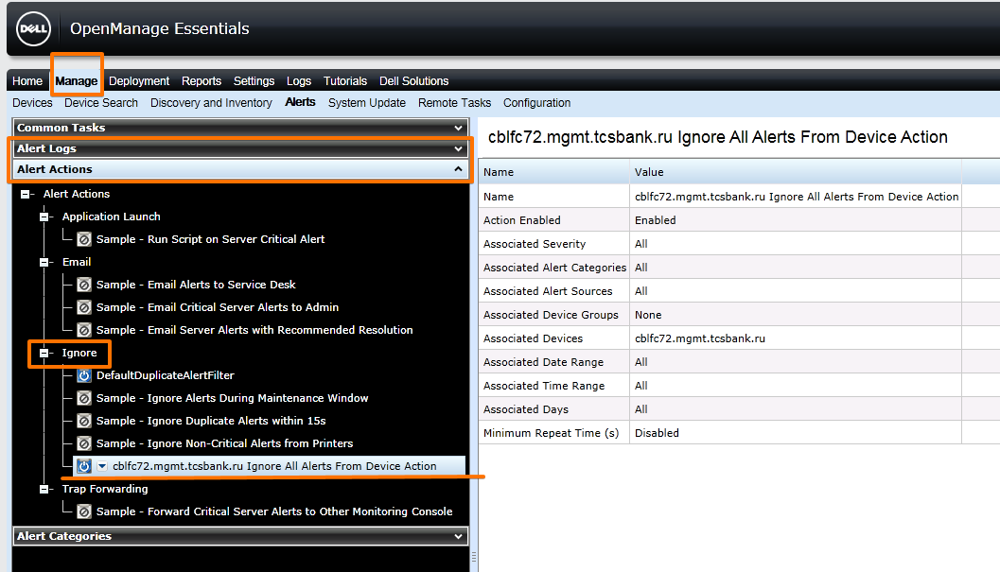 DELL OpenManage Essentials
Home Manage Deployment Reports Settings Logs Tutorials Dell Solutions
Devices Device Search Discovery and Inventory Alerts System Update Remote Tasks Configuration
Common Tasks
Alert Logs
Alert Actions
Alert Actions
Application Launch
Sample - Run Script on Server Critical Alert
Email
Sample - Email Alerts to Service Desk
Sample - Email Critical Server Alerts to Admin
Sample - Email Server Alerts with Recommended Resolution
Ignore
DefaultDuplicateAlertFilter
Sample - Ignore Alerts During Maintenance Window
Sample - Ignore Duplicate Alerts within 15s
Sample - Ignore Non-Critical Alerts from Printers
cblfc72.mgmt.tcsbank.ru Ignore All Alerts From Device Action
Trap Forwarding
Sample - Forward Critical Server Alerts to Other Monitoring Console
Alert Categories
cblfc72.mgmt.tcsbank.ru Ignore All Alerts From Device Action
Name Value
Name cblfc72.mgmt.tcsbank.ru Ignore All Alerts From Device Action
Action Enabled Enabled
Associated Severity All
Associated Alert Categories All
Associated Alert Sources All
Associated Device Groups None
Associated Devices cblfc72.mgmt.tcsbank.ru
Associated Date Range All
Associated Time Range All
Associated Days All
Minimum Repeat Time (s) Disabled